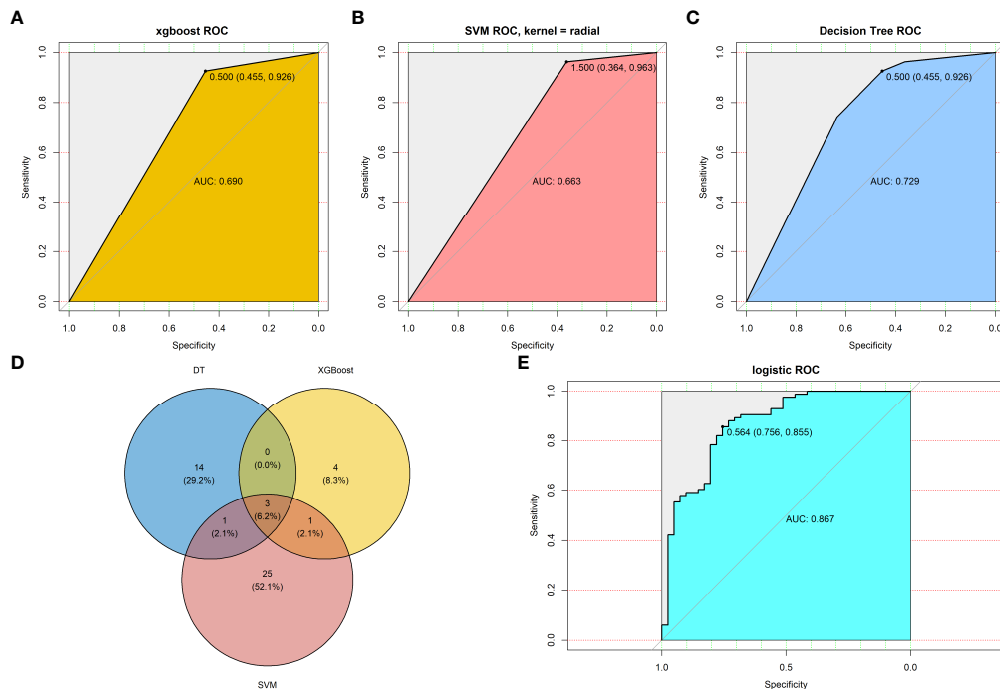 A
xgboost ROC
Sensitivity
1.0
0.8
0.6
0.4
0.2
0.0
0.500 (0.455, 0.926)
AUC: 0.690
1.0 0.8 0.6 0.4 0.2 0.0
Specificity
B
SVM ROC, kernel = radial
Sensitivity
1.0
0.8
0.6
0.4
0.2
0.0
1.500 (0.364, 0.963)
AUC: 0.663
1.0 0.8 0.6 0.4 0.2 0.0
Specificity
C
Decision Tree ROC
Sensitivity
1.0
0.8
0.6
0.4
0.2
0.0
0.500 (0.455, 0.926)
AUC: 0.729
1.0 0.8 0.6 0.4 0.2 0.0
Specificity
D
DT
XGBoost
14
(29.2%)
0
(0.0%)
4
(8.3%)
3
(6.2%)
1
(2.1%)
1
(2.1%)
25
(52.1%)
SVM
E
logistic ROC
Sensitivity
1.0
0.8
0.6
0.4
0.2
0.0
0.564 (0.756, 0.855)
AUC: 0.867
1.0 0.5 0.0
Specificity